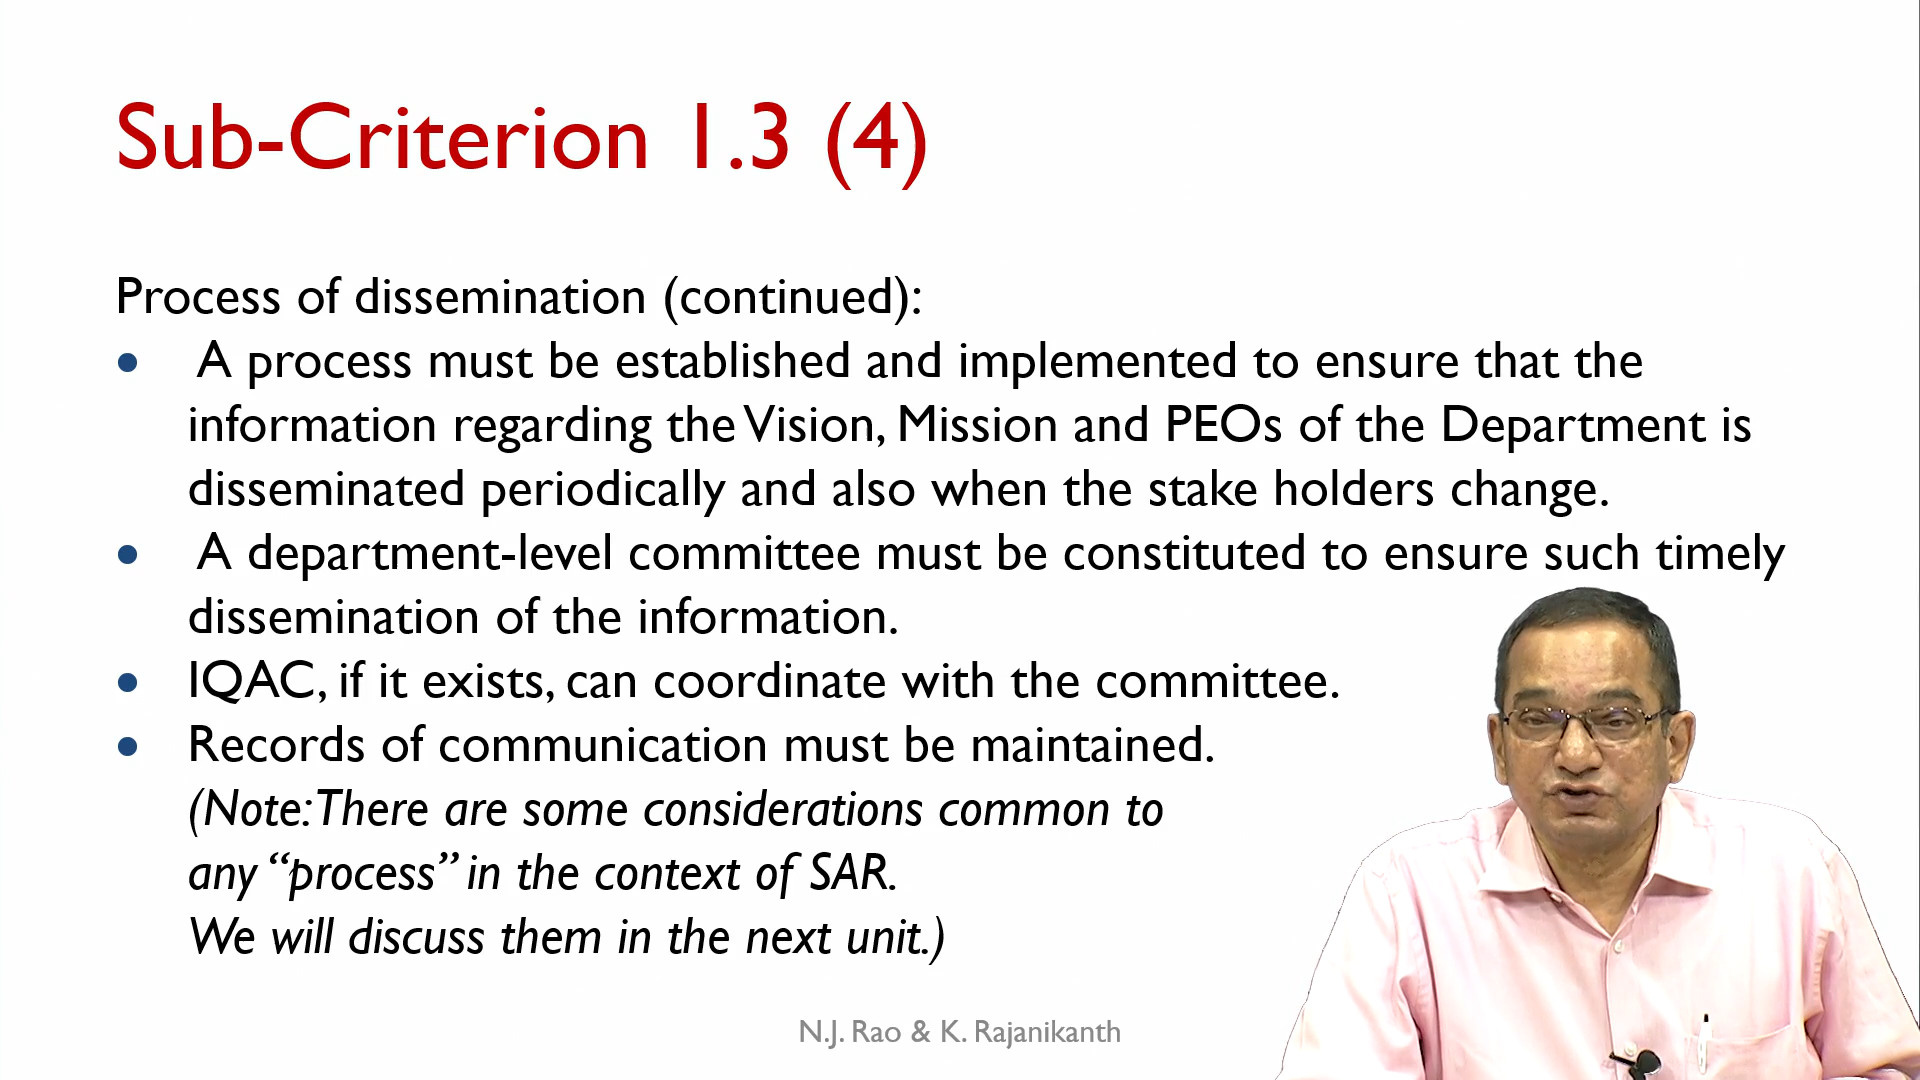 Sub-Criterion 1.3 (4)
Process of dissemination (continued):
• A process must be established and implemented to ensure that the
information regarding the Vision, Mission and PEOs of the Department is
disseminated periodically and also when the stake holders change.
• A department-level committee must be constituted to ensure such timely
dissemination of the information.
• IQAC, if it exists, can coordinate with the committee.
• Records of communication must be maintained.
(Note: There are some considerations common to
any “process” in the context of SAR.
We will discuss them in the next unit.)
N.J. Rao & K. Rajanikanth